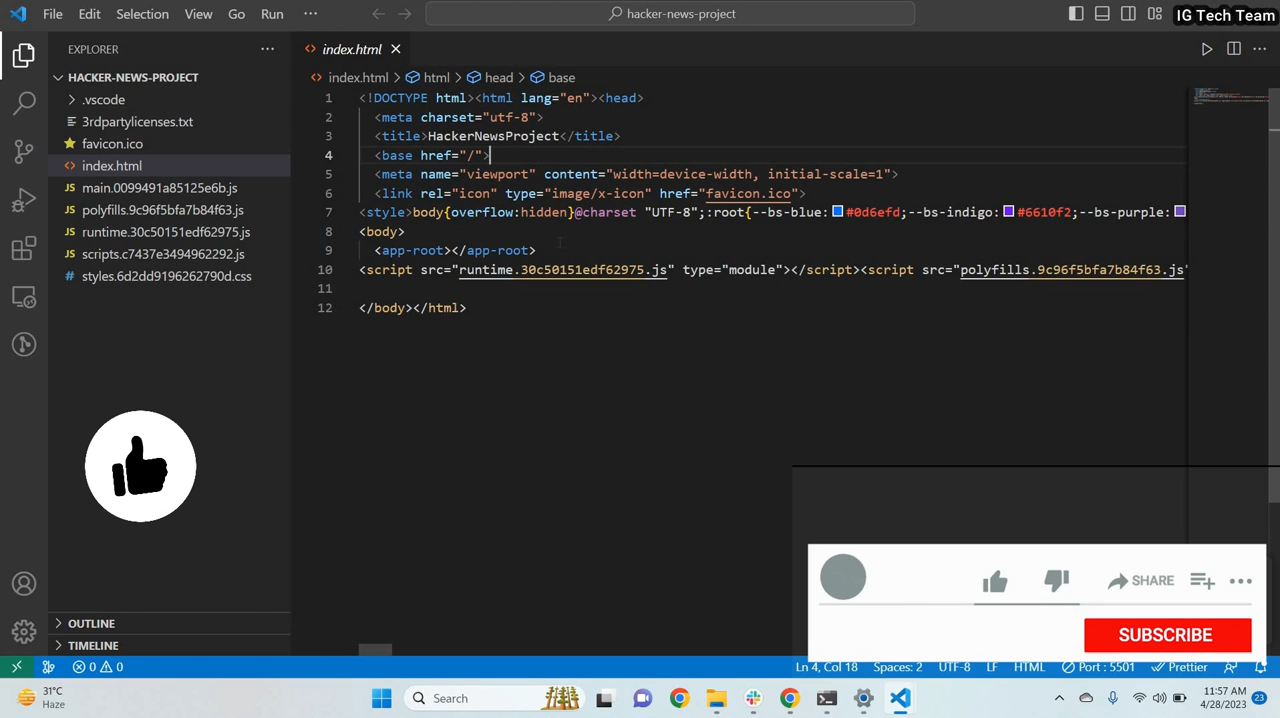 File Edit Selection View Go Run ··· hacker-news-project IG Tech Team
EXPLORER ···
index.html
HACKER-NEWS-PROJECT
.vscode
3rdpartylicenses.txt
favicon.ico
index.html
main.0099491a85125e6b.js
polyfills.9c96f5bfa7b84f63.js
runtime.30c50151edf62975.js
scripts.c7437e3494962292.js
styles.6d2dd9196262790d.css
index.html > html > head > base
1 <!DOCTYPE html><html lang="en"><head>
2 <meta charset="utf-8">
3 <title>HackerNewsProject</title>
4 <base href="/">
5 <meta name="viewport" content="width=device-width, initial-scale=1">
6 <link rel="icon" type="image/x-icon" href="favicon.ico">
7 <style>body{overflow:hidden}@charset "UTF-8";:root{--bs-blue:#0d6efd;--bs-indigo:#6610f2;--bs-purple:
8 <body>
9 <app-root></app-root>
10 <script src="runtime.30c50151edf62975.js" type="module"></script><script src="polyfills.9c96f5bfa7b84f63.js"
11
12 </body></html>
SHARE
SUBSCRIBE
OUTLINE
TIMELINE
0 0 Ln 4, Col 18 Spaces: 2 UTF-8 LF HTML Port : 5501 Prettier
31°C
Haze
Search
11:57 AM
4/28/2023
23